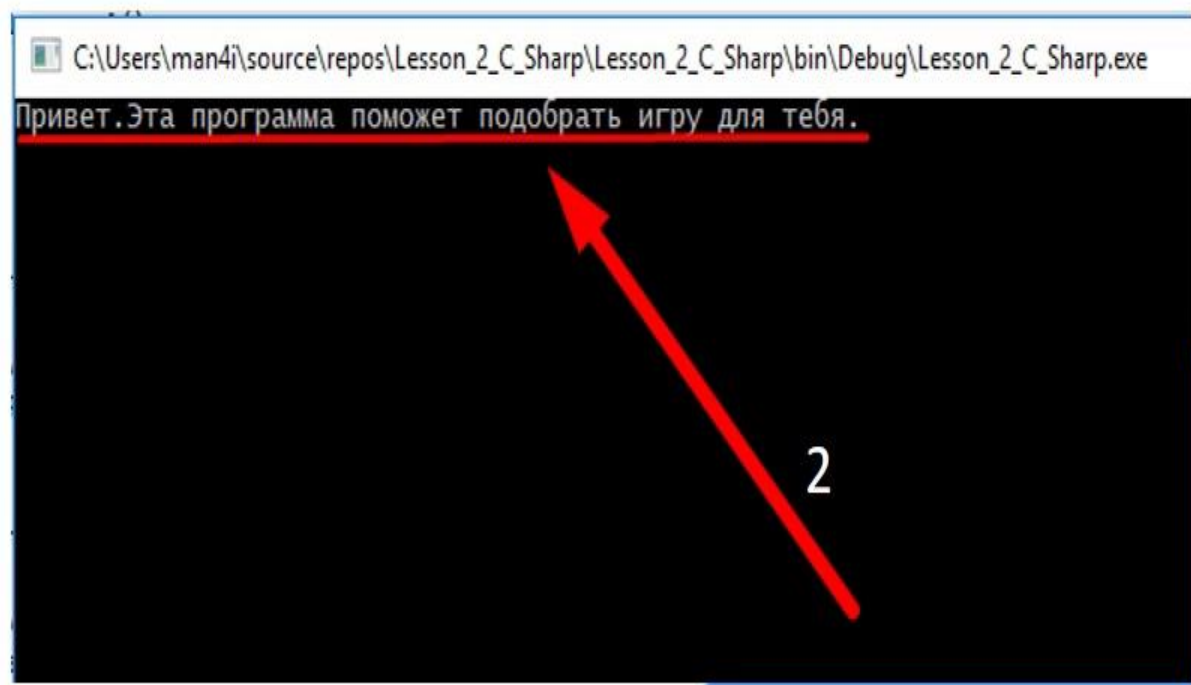 C:\Users\man4i\source\repos\Lesson_2_C_Sharp\Lesson_2_C_Sharp\bin\Debug\Lesson_2_C_Sharp.exe
Привет.Эта программа поможет подобрать игру для тебя.
2